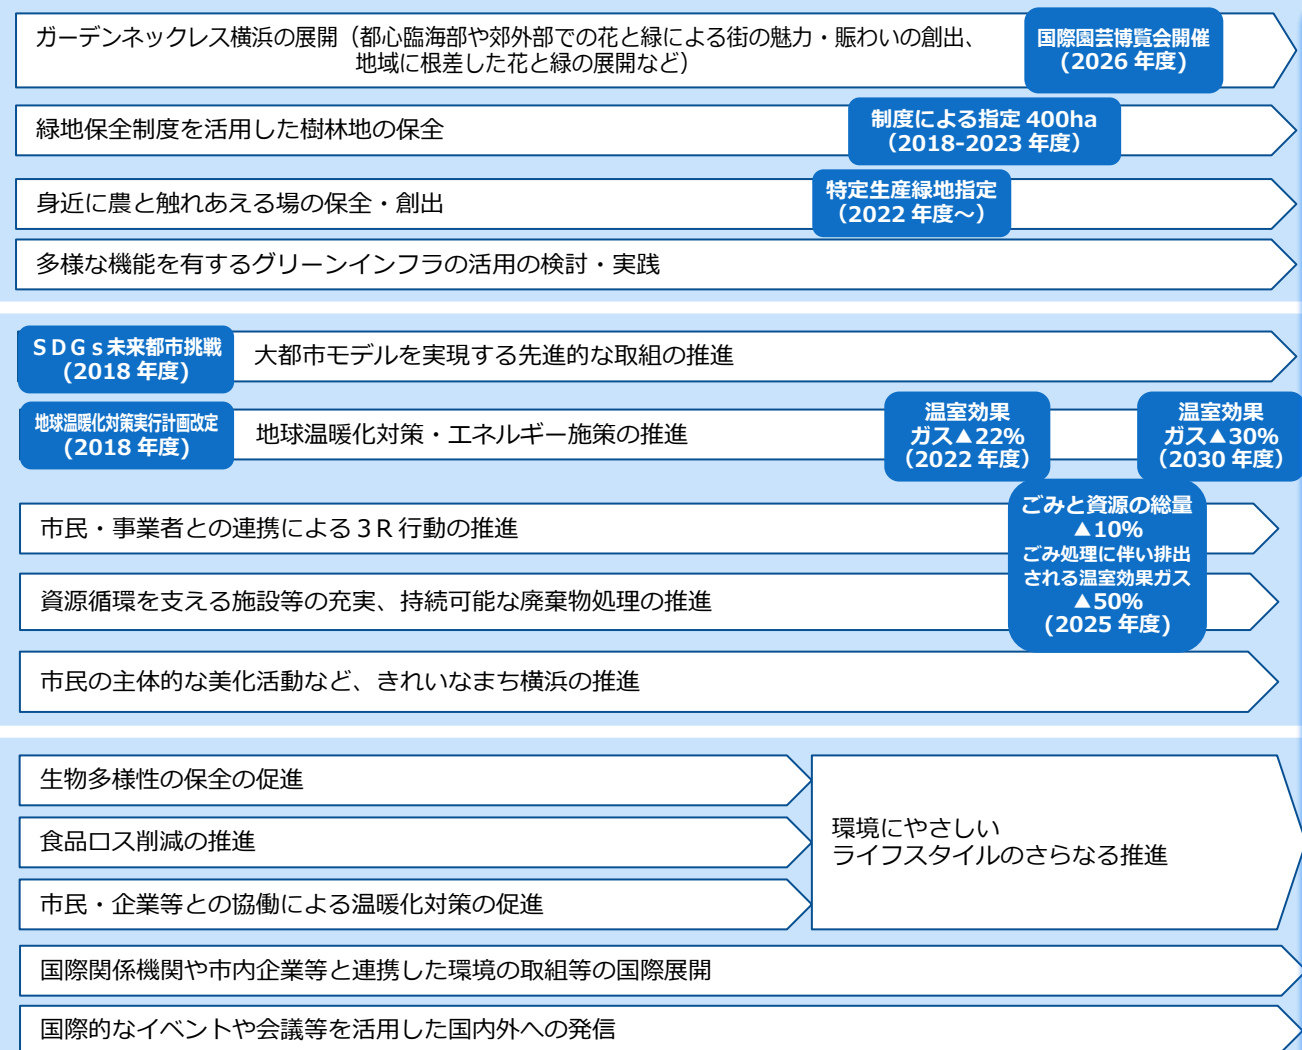 ガーデンネックレス横浜の展開（都心臨海部や郊外部での花と緑による街の魅力・賑わいの創出、
地域に根差した花と緑の展開など）
国際園芸博覧会開催
(2026 年度)
緑地保全制度を活用した樹林地の保全
制度による指定 400ha
（2018-2023 年度）
身近に農と触れあえる場の保全・創出
特定生産緑地指定
（2022 年度～）
多様な機能を有するグリーンインフラの活用の検討・実践
ＳＤＧｓ未来都市挑戦
(2018 年度)
大都市モデルを実現する先進的な取組の推進
地球温暖化対策実行計画改定
(2018 年度)
地球温暖化対策・エネルギー施策の推進
温室効果
ガス▲22%
（2022 年度）
温室効果
ガス▲30%
（2030 年度）
市民・事業者との連携による３Ｒ行動の推進
資源循環を支える施設等の充実、持続可能な廃棄物処理の推進
ごみと資源の総量
▲10%
ごみ処理に伴い排出
される温室効果ガス
▲50%
(2025 年度)
市民の主体的な美化活動など、きれいなまち横浜の推進
生物多様性の保全の促進
食品ロス削減の推進
市民・企業等との協働による温暖化対策の促進
環境にやさしい
ライフスタイルのさらなる推進
国際関係機関や市内企業等と連携した環境の取組等の国際展開
国際的なイベントや会議等を活用した国内外への発信